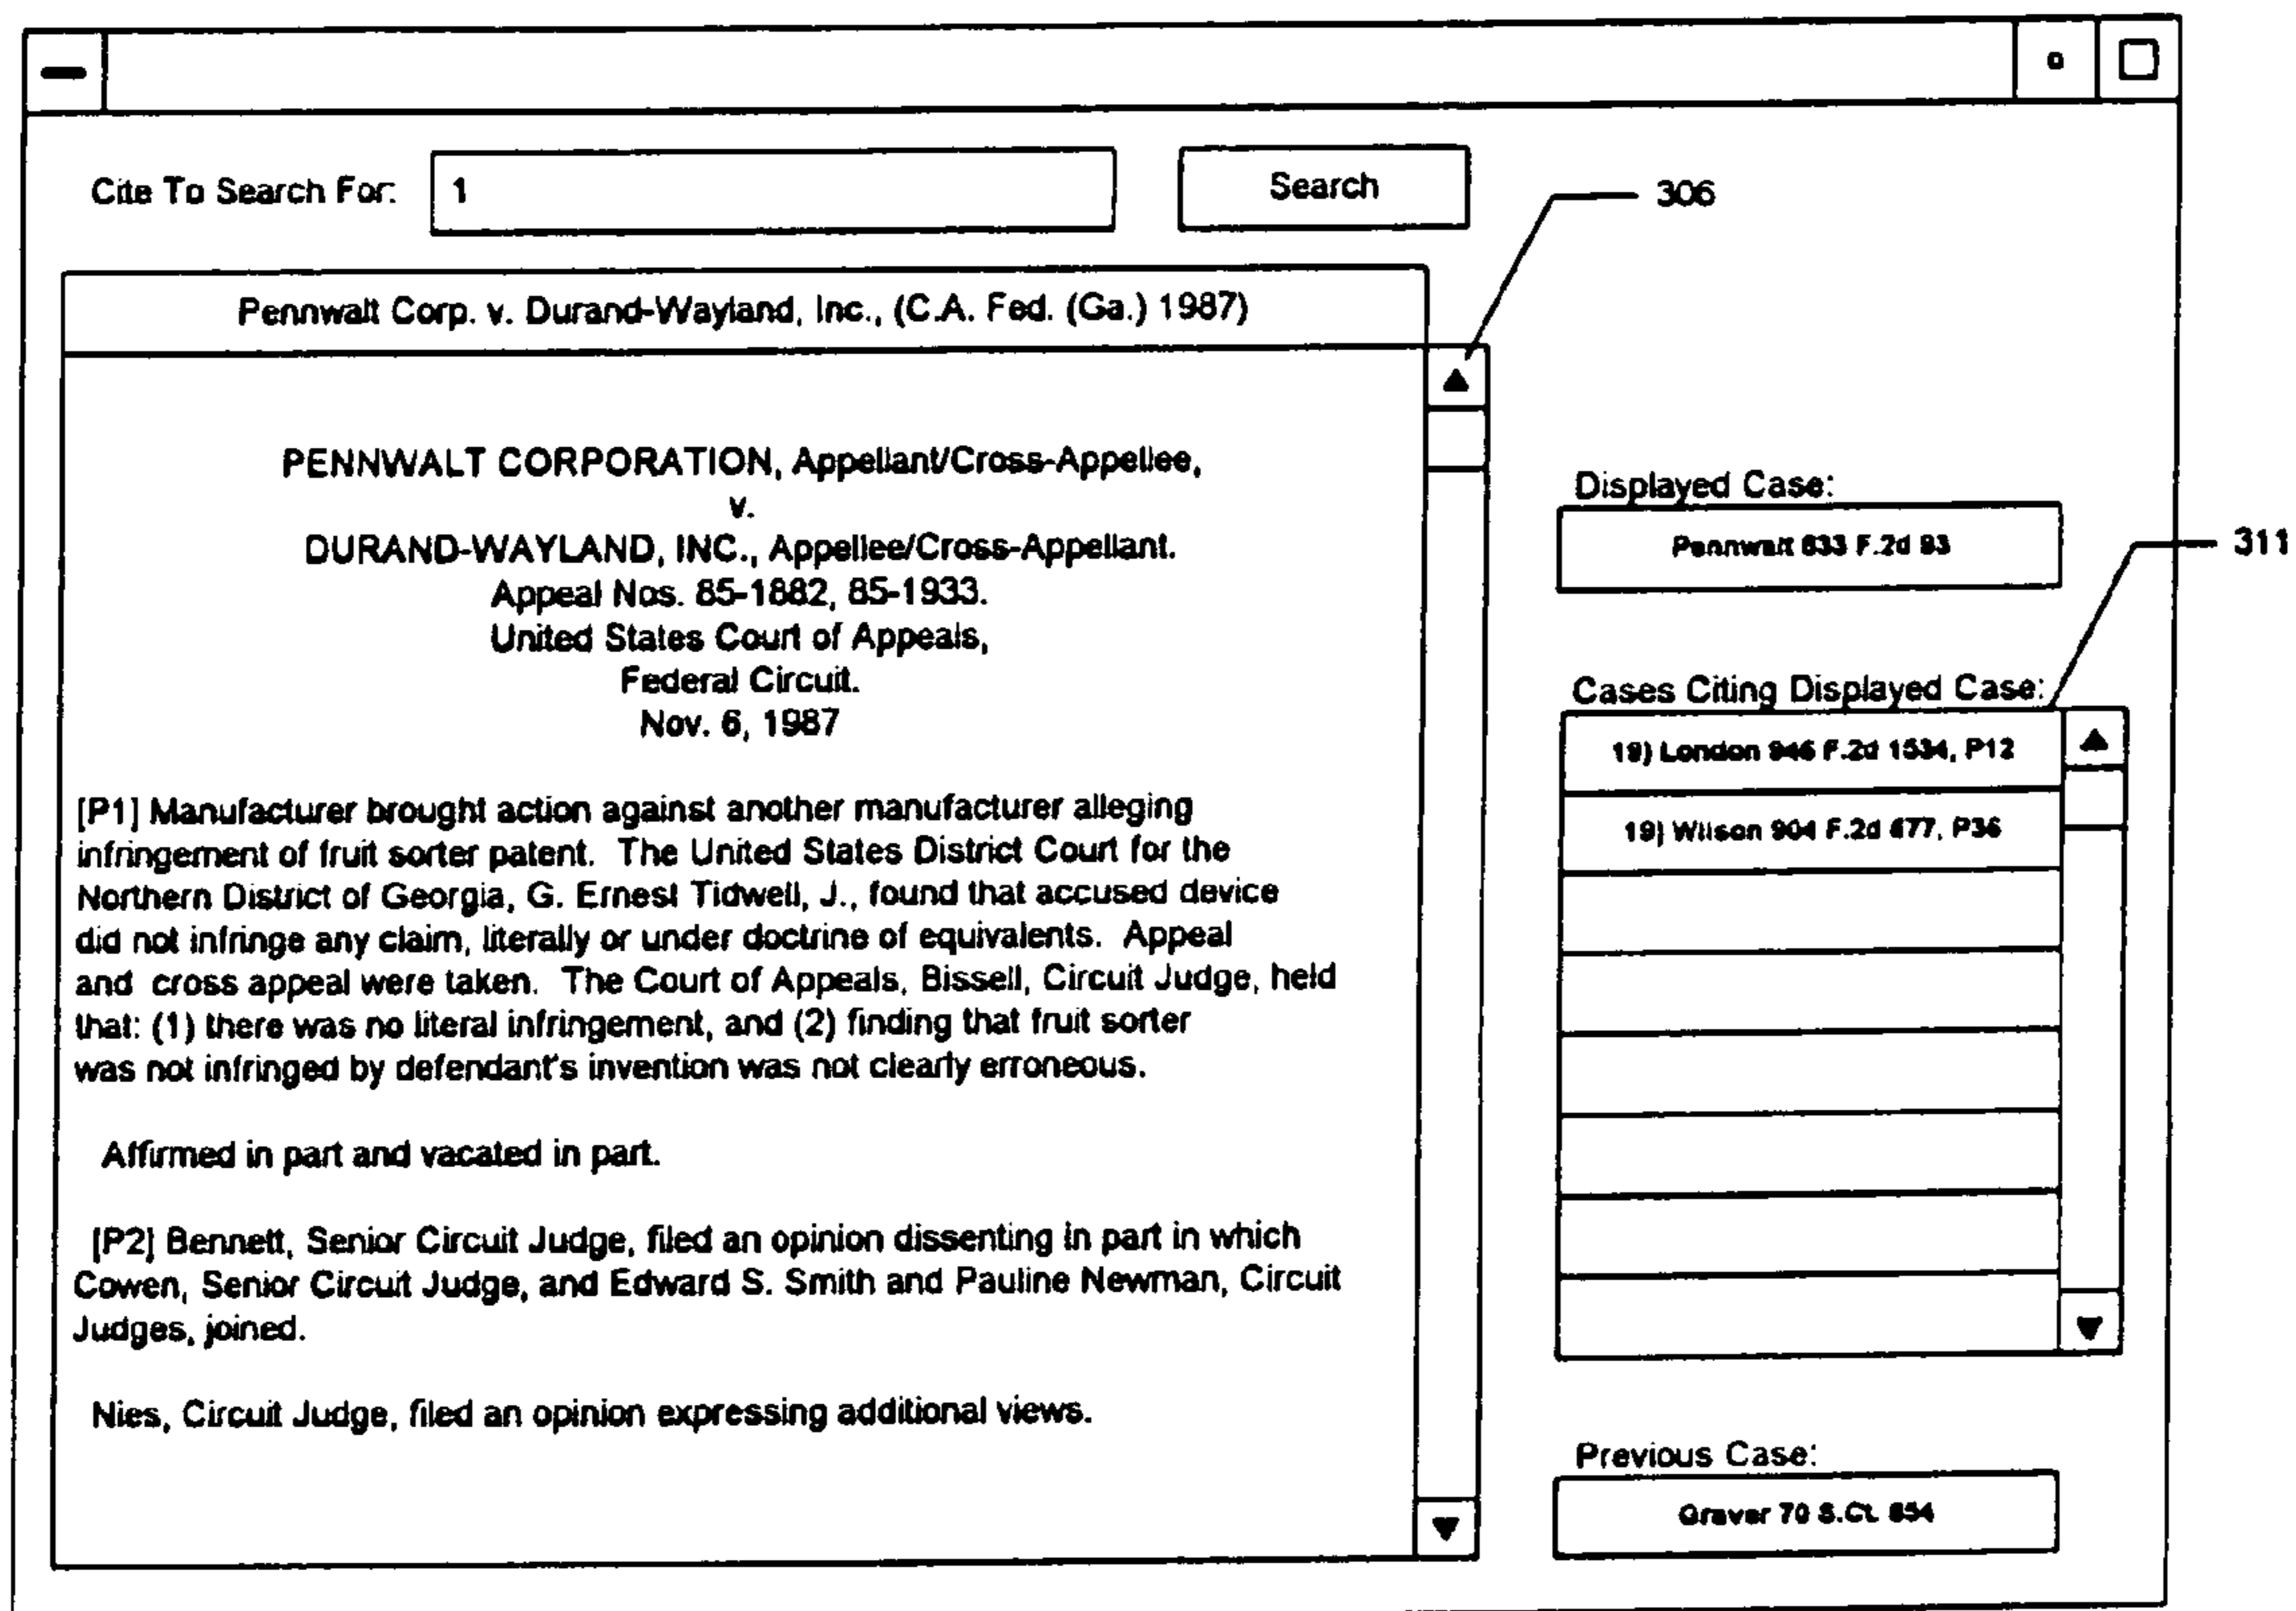 Cite To Search For:
1
Search
306
Pennwalt Corp. v. Durand-Wayland, Inc., (C.A. Fed. (Ga.) 1987)
PENNWALT CORPORATION, Appellant/Cross-Appellee,
v.
DURAND-WAYLAND, INC., Appellee/Cross-Appellant.
Appeal Nos. 85-1882, 85-1933.
United States Court of Appeals,
Federal Circuit.
Nov. 6, 1987
[P1] Manufacturer brought action against another manufacturer alleging
infringement of fruit sorter patent. The United States District Court for the
Northern District of Georgia, G. Ernest Tidwell, J., found that accused device
did not infringe any claim, literally or under doctrine of equivalents. Appeal
and cross appeal were taken. The Court of Appeals, Bissell, Circuit Judge, held
that: (1) there was no literal infringement, and (2) finding that fruit sorter
was not infringed by defendant's invention was not clearly erroneous.
Affirmed in part and vacated in part.
[P2] Bennett, Senior Circuit Judge, filed an opinion dissenting in part in which
Cowen, Senior Circuit Judge, and Edward S. Smith and Pauline Newman, Circuit
Judges, joined.
Nies, Circuit Judge, filed an opinion expressing additional views.
Displayed Case:
Pennwalt F.2d
311
Cases Citing Displayed Case:
London 946 F.2d 1534, P12
19) Wilson 904 F.2d 677, P36
Previous Case:
Graver 70 S.Ct. 854